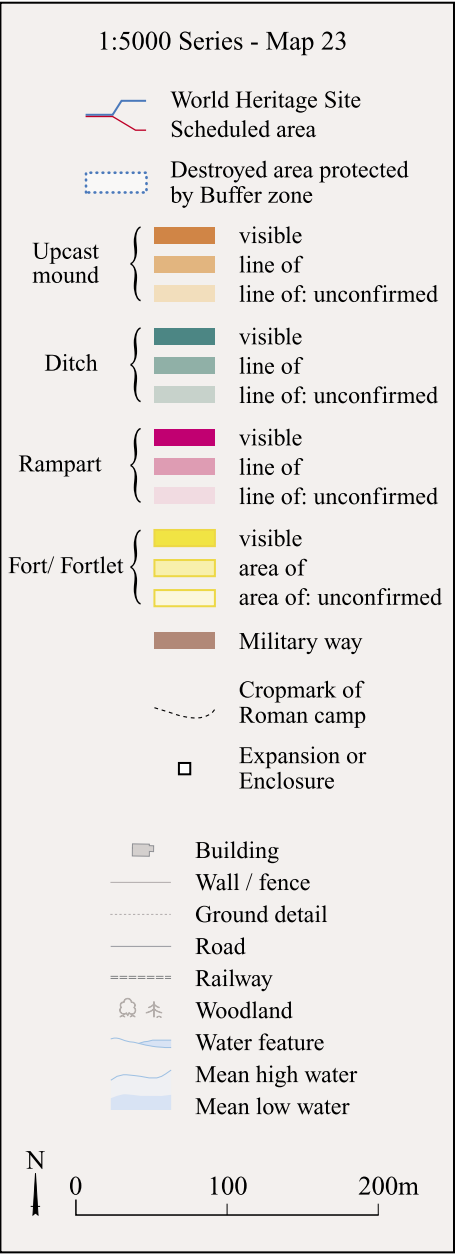 1:5000 Series - Map 23
World Heritage Site
Scheduled area
Destroyed area protected
by Buffer zone
Upcast
mound
visible
line of
line of: unconfirmed
Ditch
visible
line of
line of: unconfirmed
Rampart
visible
line of
line of: unconfirmed
Fort/ Fortlet
visible
area of
area of: unconfirmed
Military way
Cropmark of
Roman camp
Expansion or
Enclosure
Building
Wall / fence
Ground detail
Road
Railway
Woodland
Water feature
Mean high water
Mean low water
N
0 100 200m